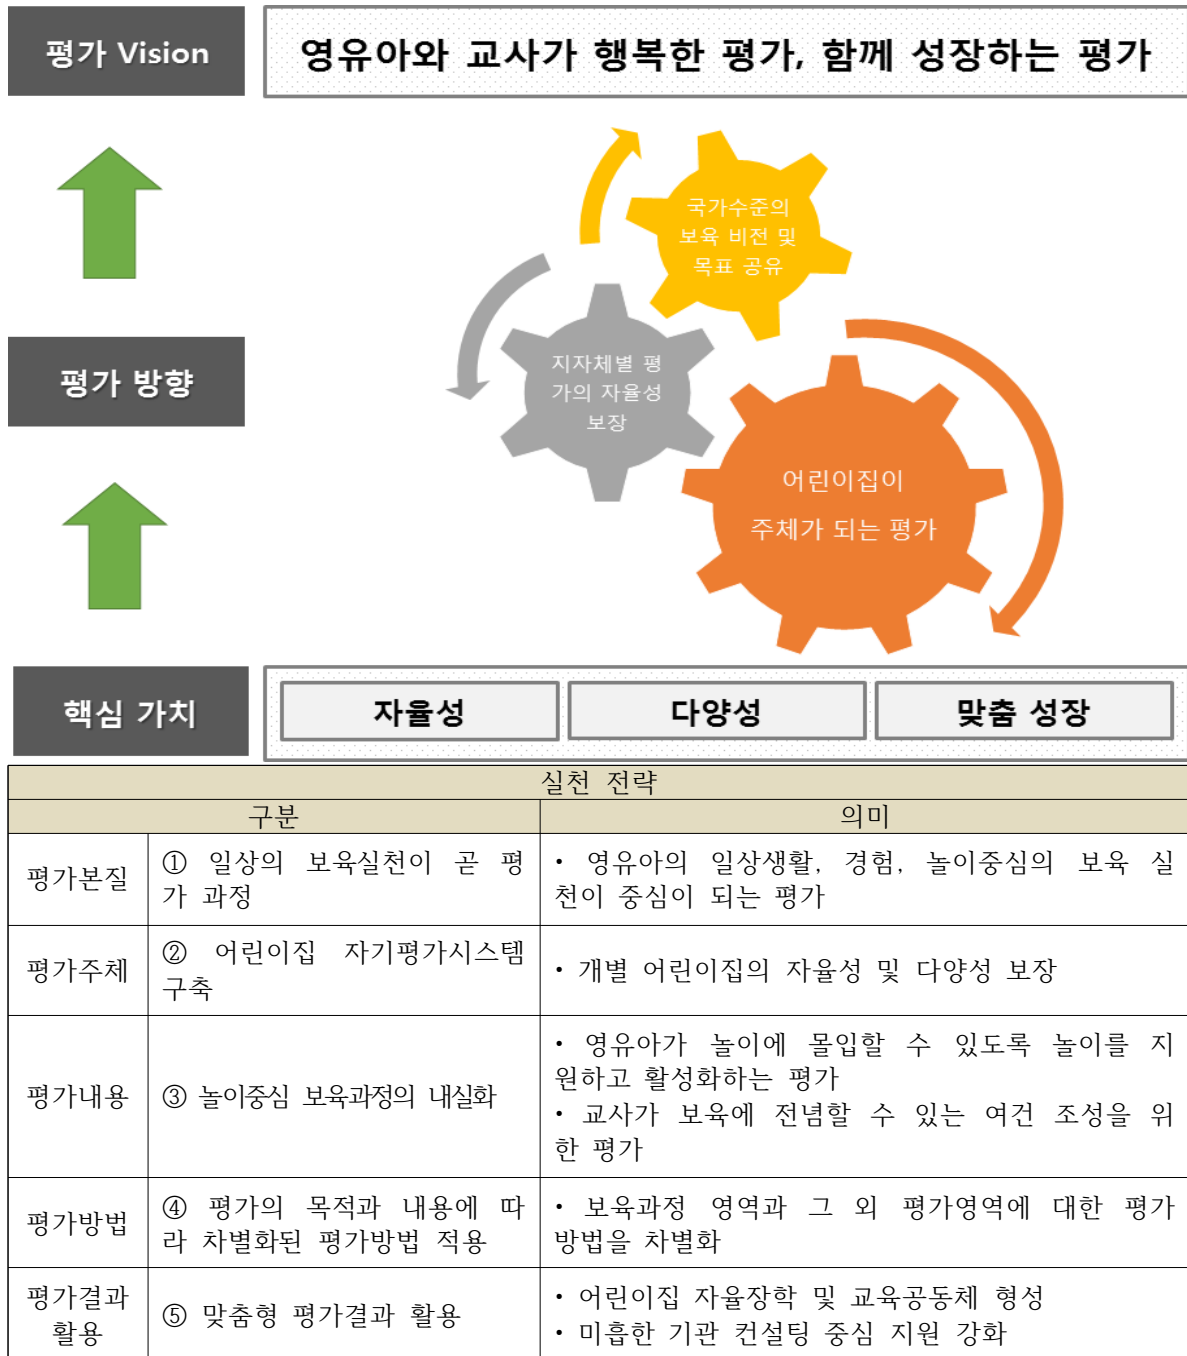 평가 Vision
영유아와 교사가 행복한 평가, 함께 성장하는 평가
국가수준의
보육 비전 및
목표 공유
평가 방향
지자체별 평
가의 자율성
보장
어린이집이
주체가 되는 평가
핵심 가치
자율성
다양성
맞춤 성장
실천 전략
구분
의미
평가본질
① 일상의 보육실천이 곧 평
가 과정
• 영유아의 일상생활, 경험, 놀이중심의 보육 실
천이 중심이 되는 평가
평가주체
② 어린이집 자기평가시스템
구축
• 개별 어린이집의 자율성 및 다양성 보장
평가내용
③ 놀이중심 보육과정의 내실화
• 영유아가 놀이에 몰입할 수 있도록 놀이를 지
원하고 활성화하는 평가
• 교사가 보육에 전념할 수 있는 여건 조성을 위
한 평가
평가방법
④ 평가의 목적과 내용에 따
라 차별화된 평가방법 적용
• 보육과정 영역과 그 외 평가영역에 대한 평가
방법을 차별화
평가결과
활용
⑤ 맞춤형 평가결과 활용
• 어린이집 자율장학 및 교육공동체 형성
• 미흡한 기관 컨설팅 중심 지원 강화